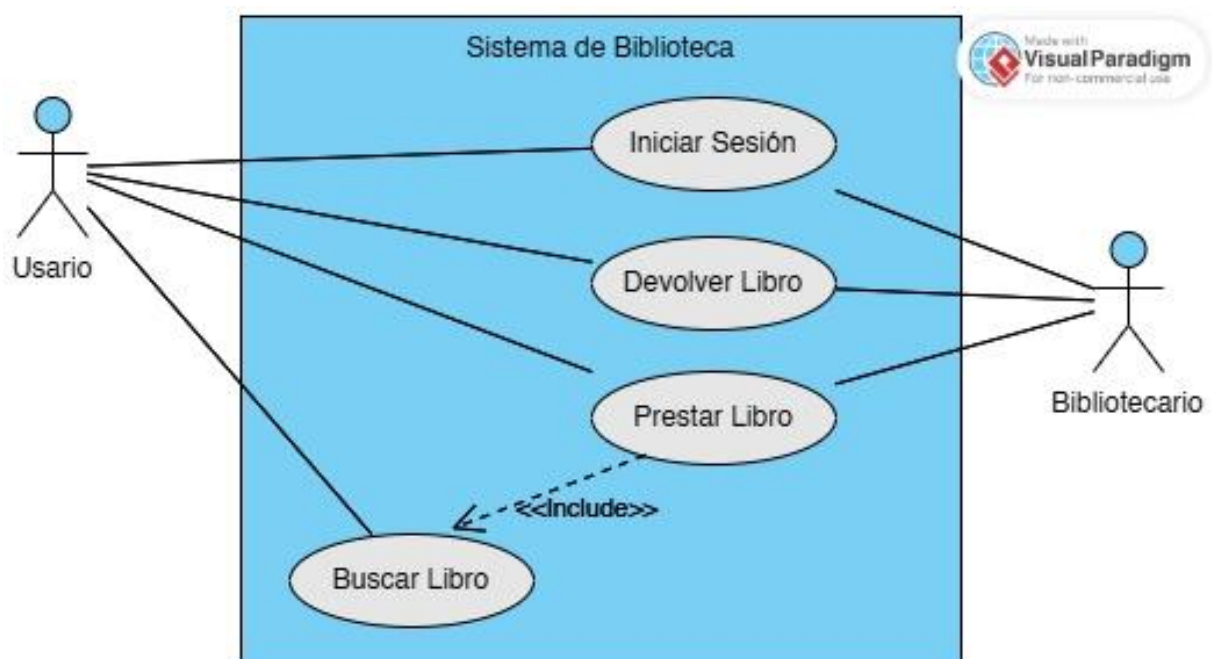 Sistema de Biblioteca
Made with
Visual Paradigm
For non-commercial use
Iniciar Sesión
Usario
Devolver Libro
Prestar Libro
Bibliotecario
<<Include>>
Buscar Libro